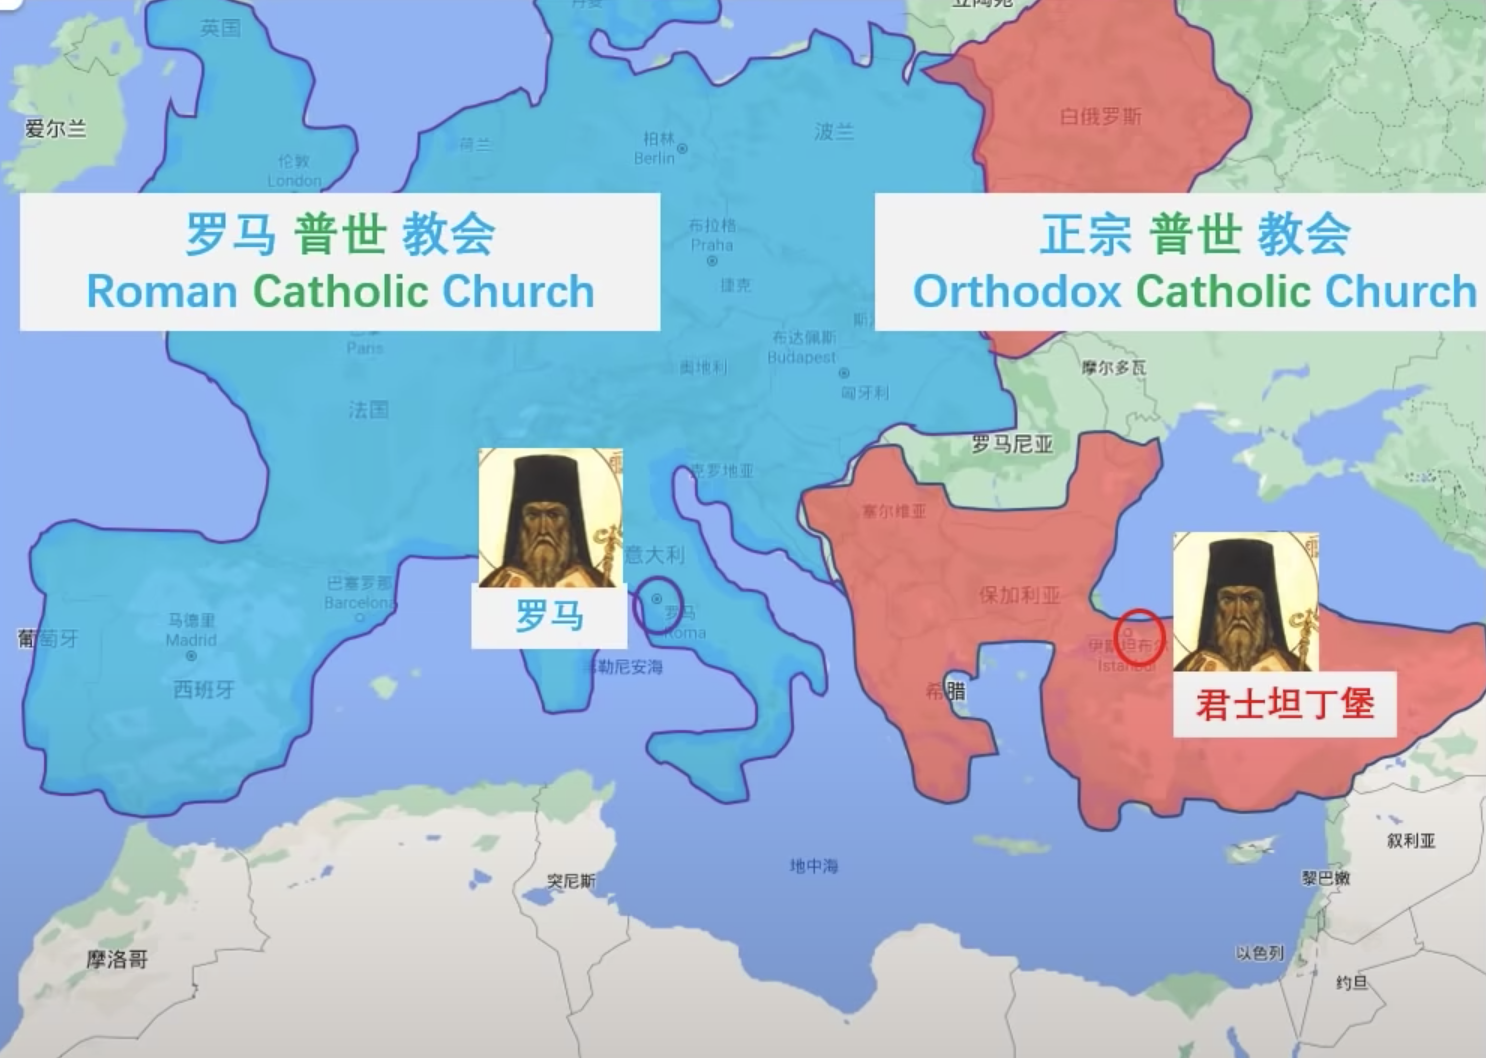 英国
爱尔兰
伦敦
London
荷兰
柏林
Berlin
波兰
白俄罗斯
罗马 普世 教会
Roman Catholic Church
正宗 普世 教会
Orthodox Catholic Church
布拉格
Praha
捷克
Paris
布达佩斯
Budapest
奥地利
匈牙利
摩尔多瓦
法国
罗马尼亚
克罗地亚
塞尔维亚
意大利
巴塞罗那
Barcelona
罗马
罗马
Roma
保加利亚
马德里
Madrid
葡萄牙
伊斯坦布尔
Istanbul
勒尼安海
西班牙
希腊
君士坦丁堡
叙利亚
地中海
突尼斯
黎巴嫩
摩洛哥
以色列
约旦